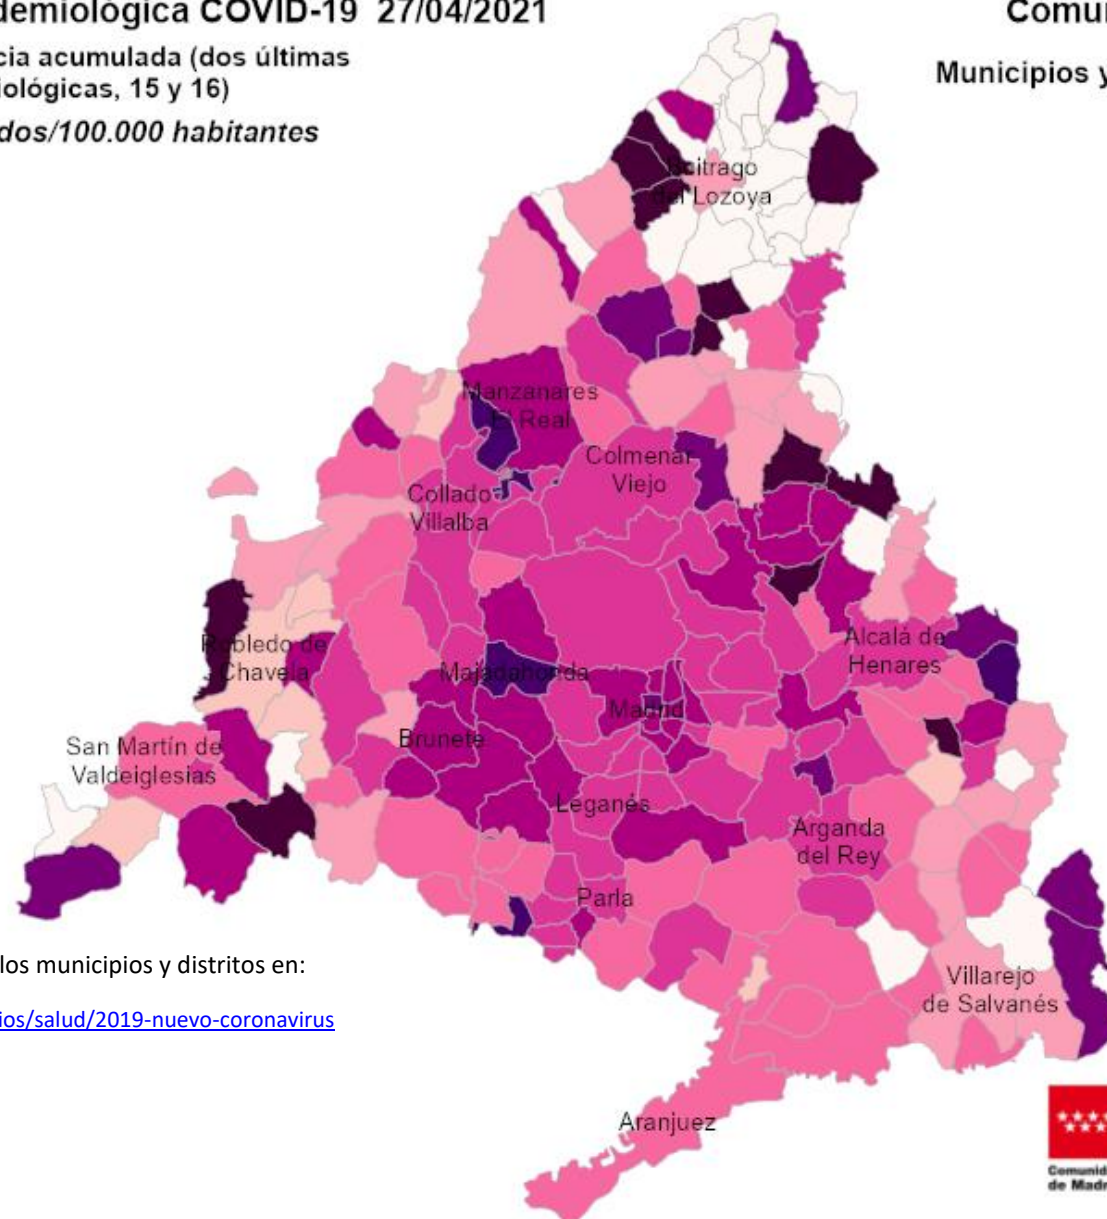 demiológica COVID-19 27/04/2021
Comu
cia acumulada (dos últimas
iológicas, 15 y 16)
Municipios y
dos/100.000 habitantes
itrago
del Lozoya
Manzanares
El Real
Colmenar
Viejo
Collado
Villalba
Robledo de
Chavela
Alcalá de
Henares
Majadahonda
Madrid
Brunete
San Martín de
Valdeiglesias
Leganés
Arganda
del Rey
Parla
los municipios y distritos en:
Villarejo
de Salvanés
ios/salud/2019-nuevo-coronavirus
Aranjuez
Comunid
de Madr